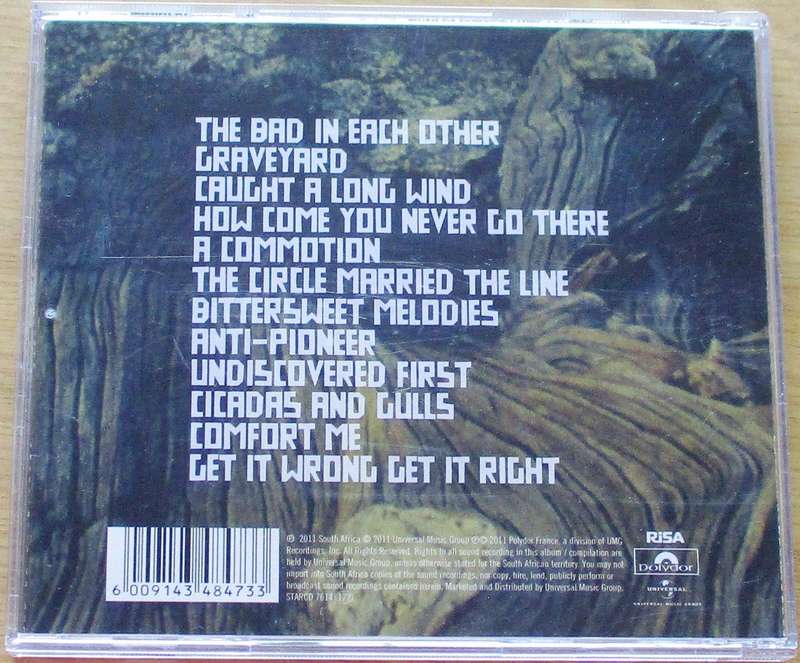 THE BAD IN EACH OTHER
GRAVEYARD
CAUGHT A LONG WIND
HOW COME YOU NEVER GO THERE
A COMMOTION
THE CIRCLE MARRIED THE LINE
BITTERSWEET MELODIES
ANTI-PIONEER
UNDISCOVERED FIRST
CICADAS AND GULLS
COMFORT ME
GET IT WRONG GET IT RIGHT
6 009143 484733
℗ 2011 South Africa © 2011 Universal Music Group ℗© 2011 Polydor France, a division of UMG
Recordings, Inc. All Rights Reserved. Rights to all sound recording in this album / compilation are
held by Universal Music Group, unless otherwise stated for the South African territory. You may not
import into South Africa copies of the sound recordings, nor copy, hire, lend, publicly perform or
broadcast sound recordings contained herein. Marketed and Distributed by Universal Music Group.
STARCD 7614
RiSA
Polydor
UNIVERSAL
UNIVERSAL MUSIC GROUP